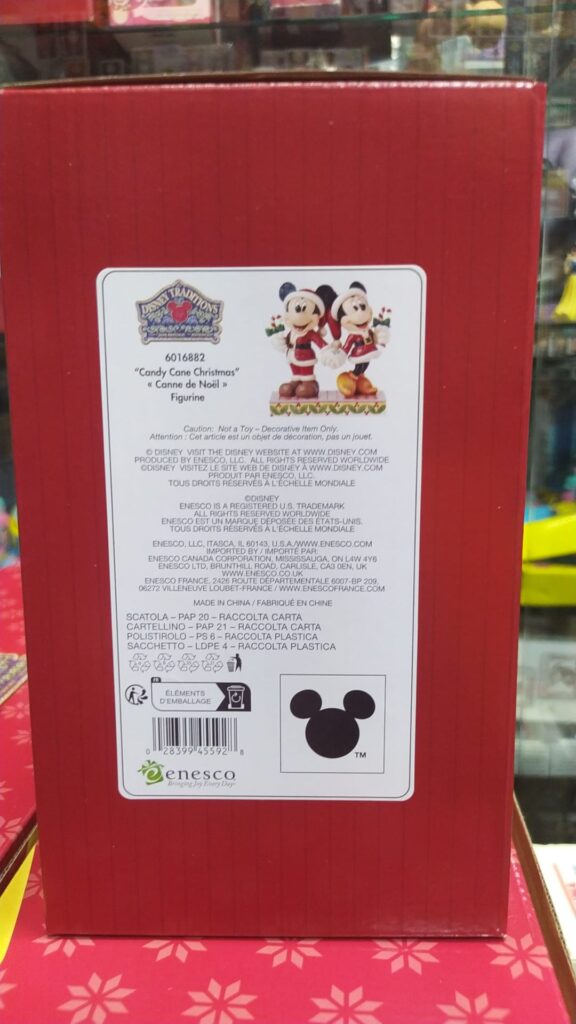 DISNEY TRADITIONS
6016882
"Candy Cane Christmas"
« Canne de Noël »
Figurine
Caution: Not a Toy – Decorative Item Only.
Attention : Cet article est un objet de décoration, pas un jouet.
© DISNEY VISIT THE DISNEY WEBSITE AT WWW.DISNEY.COM
PRODUCED BY ENESCO, LLC. ALL RIGHTS RESERVED WORLDWIDE
©DISNEY VISITEZ LE SITE WEB DE DISNEY À WWW.DISNEY.COM
PRODUIT PAR ENESCO, LLC.
TOUS DROITS RÉSERVÉS À L'ÉCHELLE MONDIALE
©DISNEY
ENESCO IS A REGISTERED U.S. TRADEMARK
ALL RIGHTS RESERVED WORLDWIDE
ENESCO EST UN MARQUE DÉPOSÉE DES ÉTATS-UNIS.
TOUS DROITS RÉSERVÉS À L'ÉCHELLE MONDIALE
ENESCO, LLC, ITASCA, IL 60143, U.S.A./WWW.ENESCO.COM
IMPORTED BY / IMPORTÉ PAR:
ENESCO CANADA CORPORATION, MISSISSAUGA, ON L4W 4Y6
ENESCO LTD, BRUNTHILL ROAD, CARLISLE, CA3 0EN, UK
WWW.ENESCO.CO.UK
ENESCO FRANCE, 2426 ROUTE DÉPARTEMENTALE 6007-BP 209,
06272 VILLENEUVE LOUBET-FRANCE / WWW.ENESCOFRANCE.COM
MADE IN CHINA / FABRIQUÉ EN CHINE
SCATOLA – PAP 20 – RACCOLTA CARTA
CARTELLINO – PAP 21 – RACCOLTA CARTA
POLISTIROLO – PS 6 – RACCOLTA PLASTICA
SACCHETTO – LDPE 4 – RACCOLTA PLASTICA
FR
ÉLÉMENTS
D'EMBALLAGE
0 28399 45592 8
TM
enesco
Bringing Joy Every Day